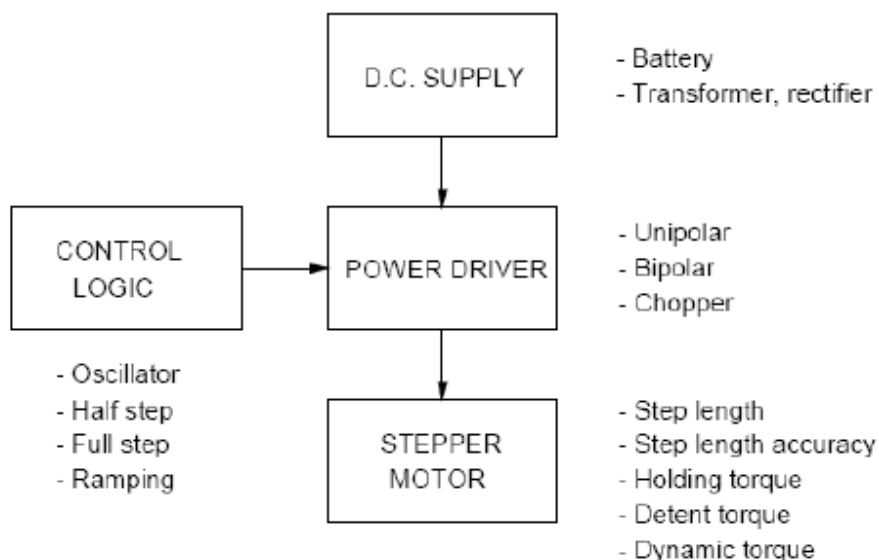 D.C. SUPPLY
- Battery
- Transformer, rectifier
CONTROL
LOGIC
POWER DRIVER
- Unipolar
- Bipolar
- Chopper
- Oscillator
- Half step
- Full step
- Ramping
STEPPER
MOTOR
- Step length
- Step length accuracy
- Holding torque
- Detent torque
- Dynamic torque